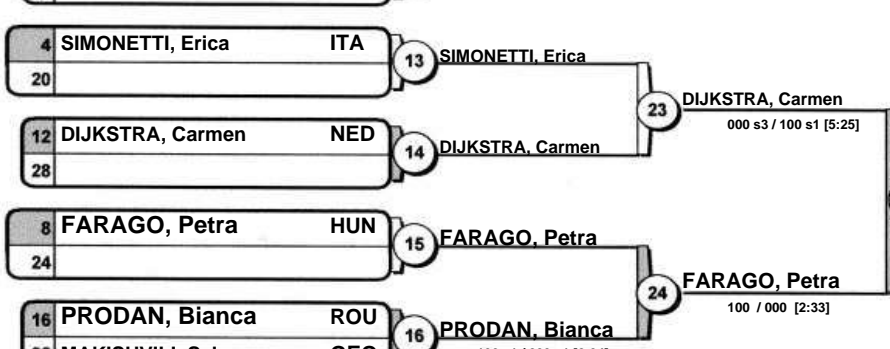 4 SIMONETTI, Erica ITA
20
13 SIMONETTI, Erica
12 DIJKSTRA, Carmen NED
28
14 DIJKSTRA, Carmen
23 DIJKSTRA, Carmen
000 s3 / 100 s1 [5:25]
8 FARAGO, Petra HUN
24
15 FARAGO, Petra
16 PRODAN, Bianca ROU
16 PRODAN, Bianca
24 FARAGO, Petra
100 / 000 [2:33]